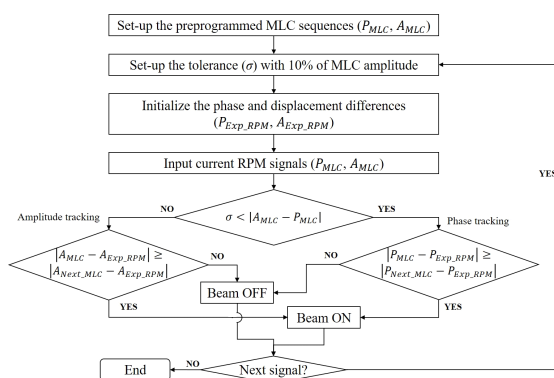 Set-up the preprogrammed MLC sequences (P_MLC, A_MLC)
Set-up the tolerance (σ) with 10% of MLC amplitude
Initialize the phase and displacement differences
(P_Exp_RPM, A_Exp_RPM)
Input current RPM signals (P_MLC, A_MLC)
YES
NO
YES
σ < |A_MLC − P_MLC|
Amplitude tracking
Phase tracking
|A_MLC − A_Exp_RPM| ≥
|A_Next_MLC − A_Exp_RPM|
NO
NO
|P_MLC − P_Exp_RPM| ≥
|P_Next_MLC − P_Exp_RPM|
Beam OFF
YES
YES
Beam ON
End
NO
Next signal?